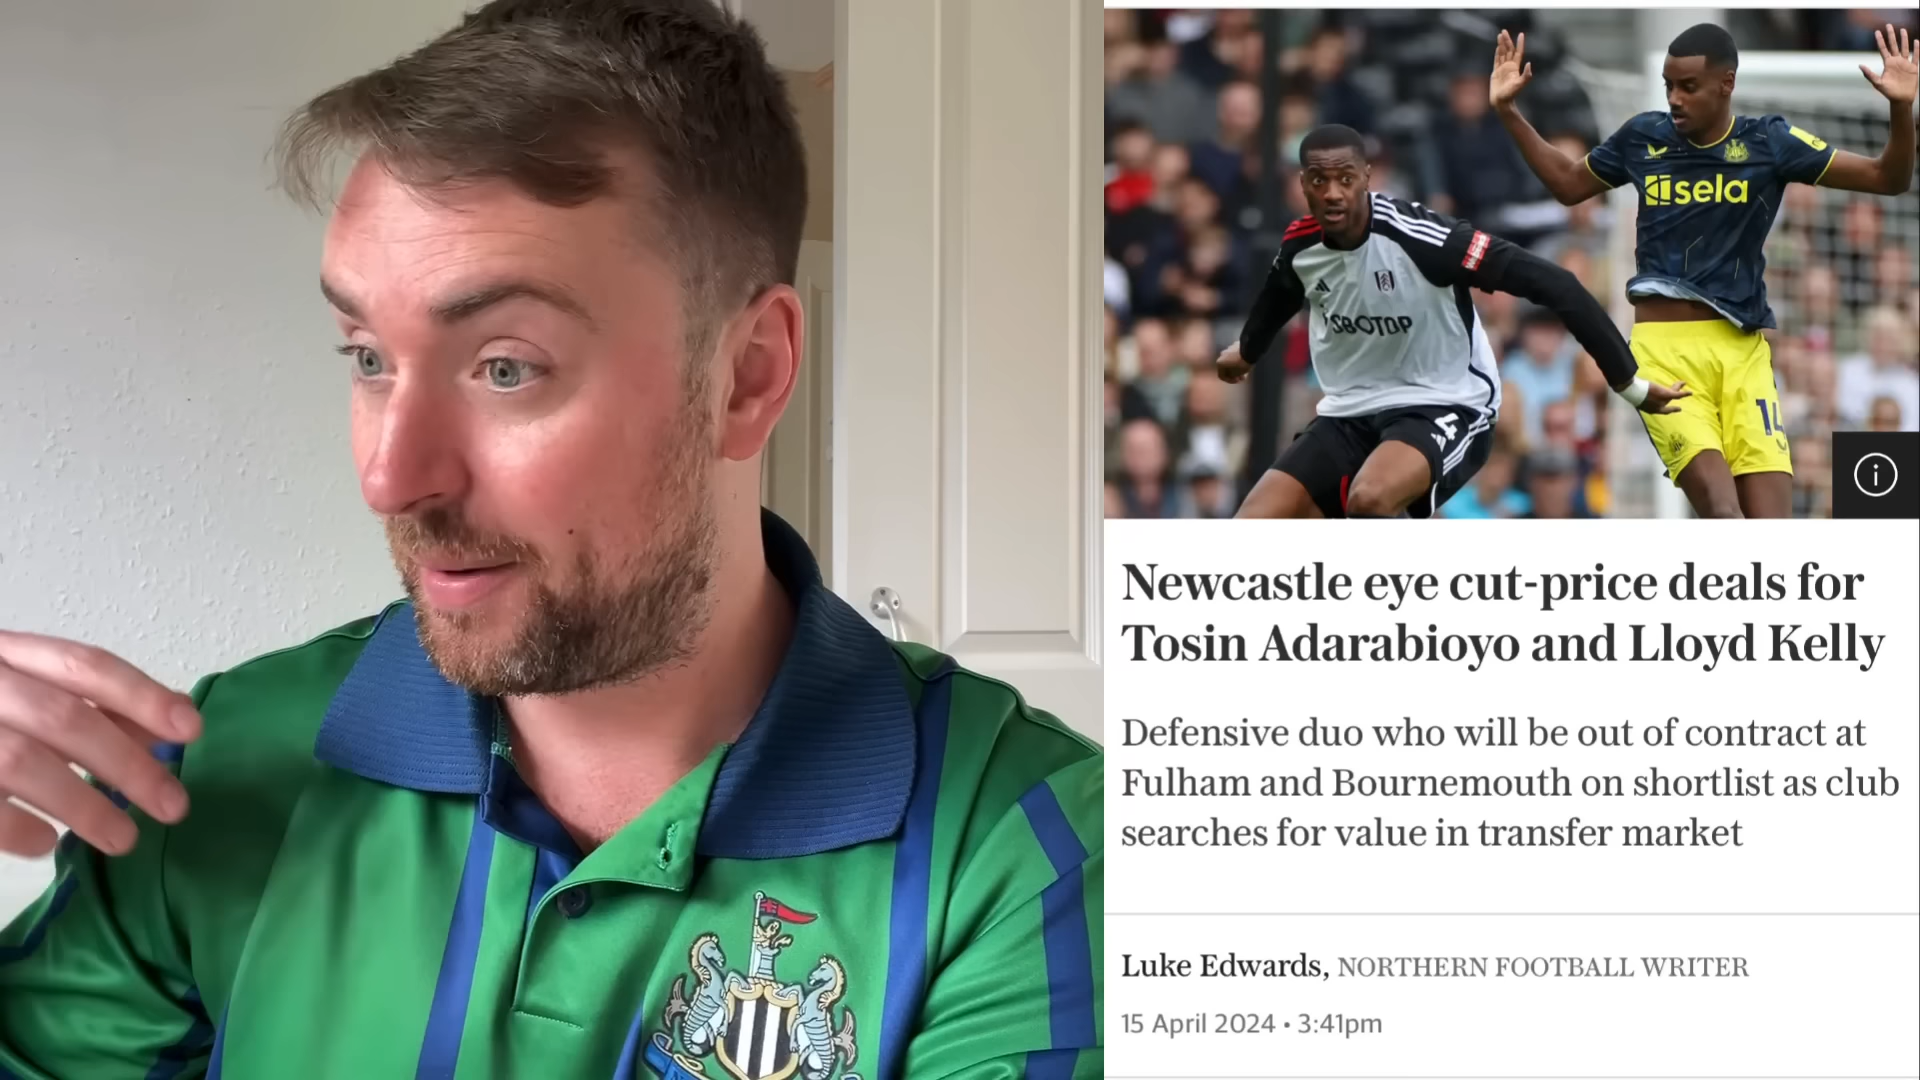 sela
SBOTOP
4
14
Newcastle eye cut-price deals for
Tosin Adarabioyo and Lloyd Kelly
Defensive duo who will be out of contract at
Fulham and Bournemouth on shortlist as club
searches for value in transfer market
Luke Edwards, NORTHERN FOOTBALL WRITER
15 April 2024 • 3:41pm